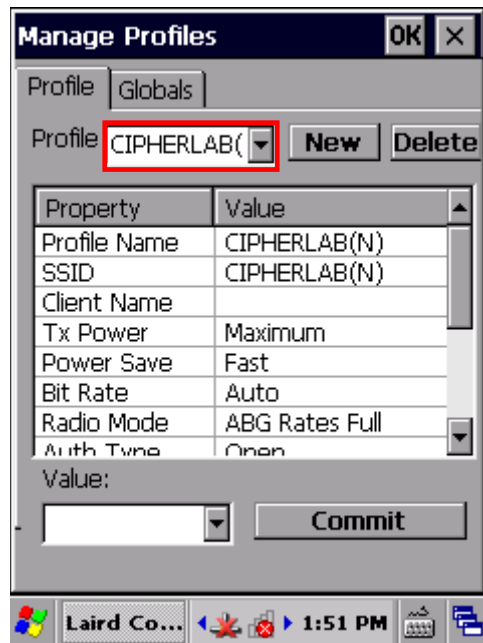 Manage Profiles OK ×
Profile Globals
Profile CIPHERLAB( New Delete
Property Value
Profile Name CIPHERLAB(N)
SSID CIPHERLAB(N)
Client Name
Tx Power Maximum
Power Save Fast
Bit Rate Auto
Radio Mode ABG Rates Full
Auth Type Open
Value:
Commit
Laird Co... 1:51 PM